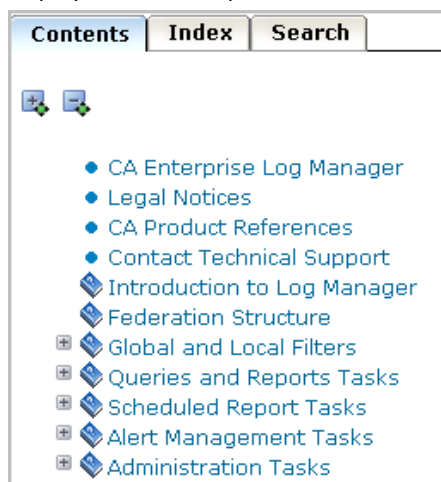 Contents Index Search
CA Enterprise Log Manager
Legal Notices
CA Product References
Contact Technical Support
Introduction to Log Manager
Federation Structure
Global and Local Filters
Queries and Reports Tasks
Scheduled Report Tasks
Alert Management Tasks
Administration Tasks